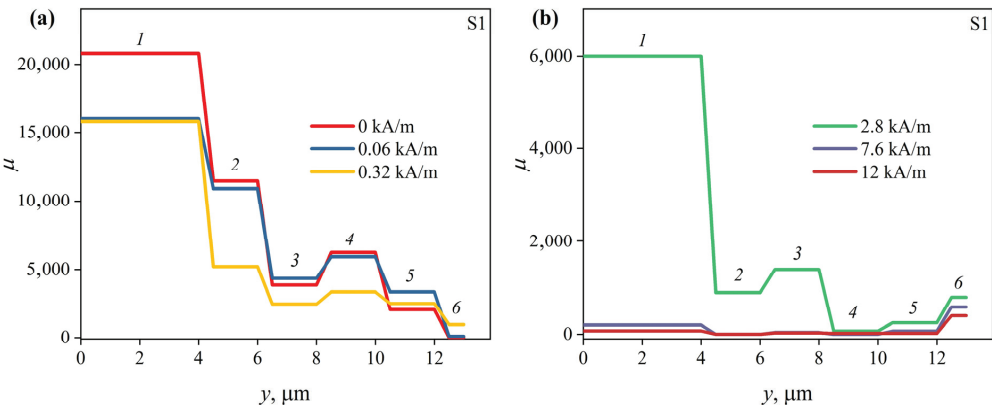 (a)
S1
1
20,000
15,000
10,000
5,000
0
μ
2
3
4
5
6
0 kA/m
0.06 kA/m
0.32 kA/m
0 2 4 6 8 10 12
y, μm
(b)
S1
1
6,000
4,000
2,000
0
μ
2.8 kA/m
7.6 kA/m
12 kA/m
2
3
4
5
6
0 2 4 6 8 10 12
y, μm